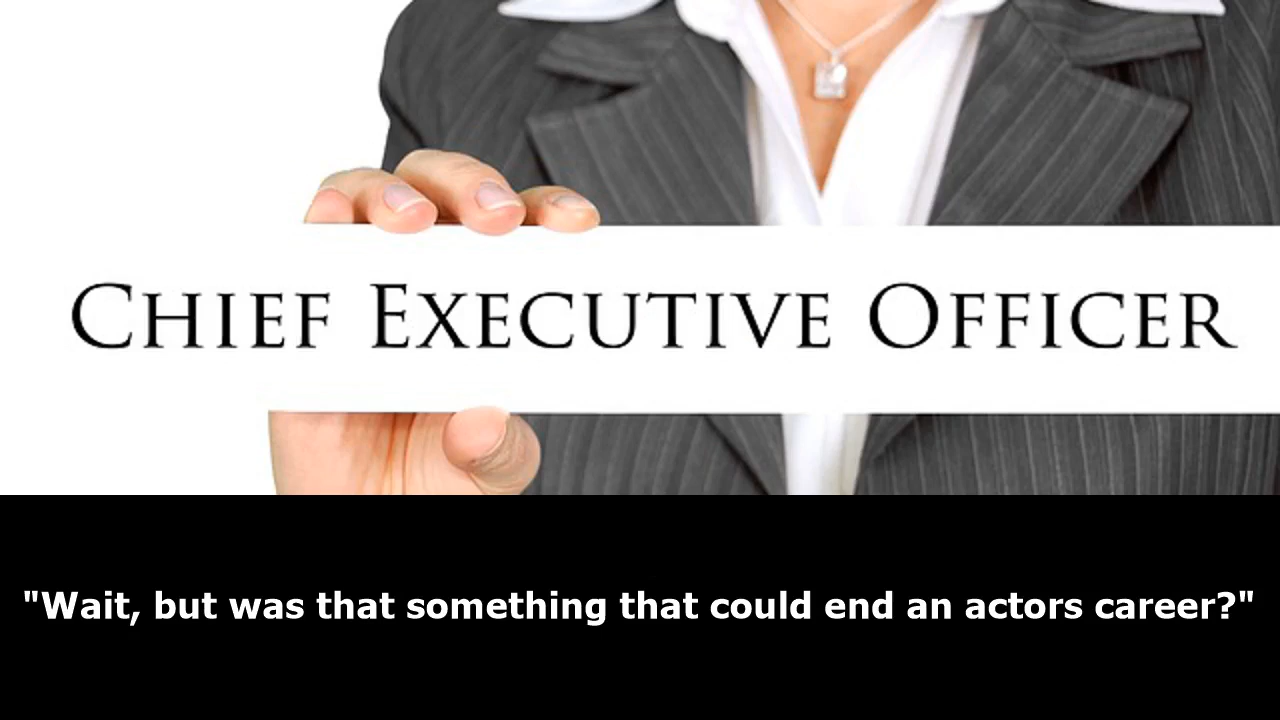 CHIEF EXECUTIVE OFFICER
"Wait, but was that something that could end an actors career?"